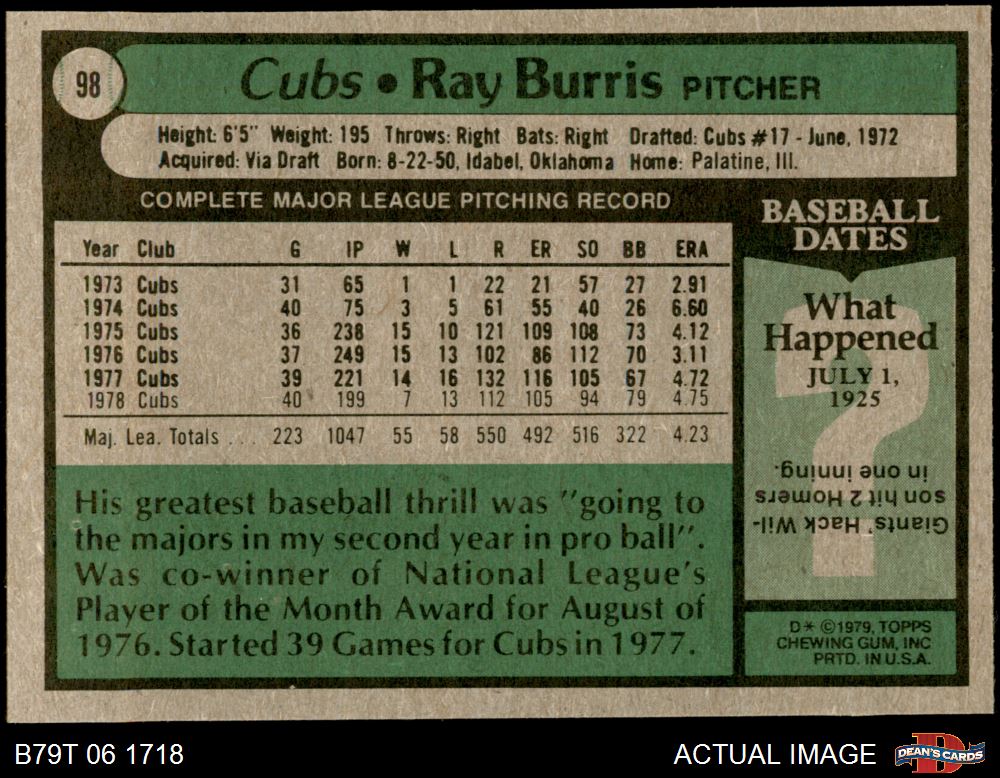 98
Cubs • Ray Burris PITCHER
Height: 6'5" Weight: 195 Throws: Right Bats: Right Drafted: Cubs #17 - June, 1972
Acquired: Via Draft Born: 8-22-50, Idabel, Oklahoma Home: Palatine, Ill.
COMPLETE MAJOR LEAGUE PITCHING RECORD
Year Club G IP W L R ER SO BB ERA
1973 Cubs 31 65 1 1 22 21 57 27 2.91
1974 Cubs 40 75 3 5 61 55 40 26 6.60
1975 Cubs 36 238 15 10 121 109 108 73 4.12
1976 Cubs 37 249 15 13 102 86 112 70 3.11
1977 Cubs 39 221 14 16 132 116 105 67 4.72
1978 Cubs 40 199 7 13 112 105 94 79 4.75
Maj. Lea. Totals ... 223 1047 55 58 550 492 516 322 4.23
His greatest baseball thrill was "going to
the majors in my second year in pro ball".
Was co-winner of National League's
Player of the Month Award for August of
1976. Started 39 Games for Cubs in 1977.
BASEBALL
DATES
What
Happened
JULY 1,
1925
?
Giants' Hack Wil-
son hit 2 Homers
in one inning.
D* ©1979, TOPPS
CHEWING GUM, INC
PRTD. IN U.S.A.
B79T 06 1718
ACTUAL IMAGE
DEAN'S CARDS